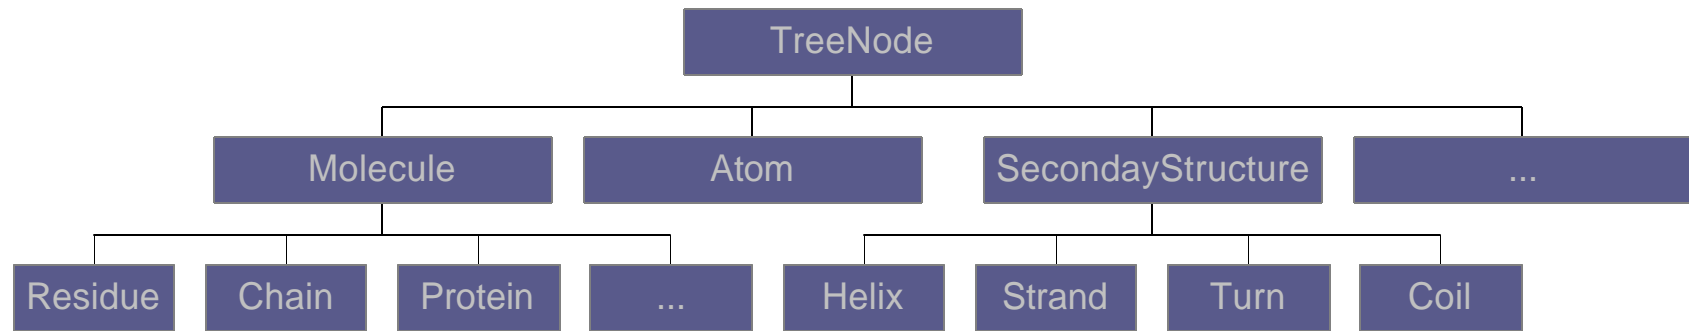 TreeNode
Molecule Atom SecondayStructure ...
Residue Chain Protein ... Helix Strand Turn Coil